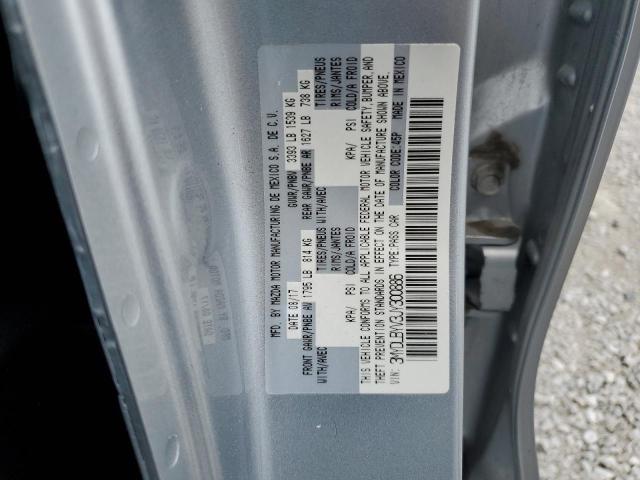 MFD. BY MAZDA MOTOR MANUFACTURING DE MEXICO S.A. DE C.V.
DATE 08/17 GVWR/PNBV 3393 LB 1539 KG
FRONT GAWR/PNBE AV 1795 LB 814 KG REAR GAWR/PNBE AR 1627 LB 738 KG
WITH/AVEC TIRES/PNEUS WITH/AVEC TIRES/PNEUS
RIMS/JANTES RIMS/JANTES
KPA/ PSI COLD/A FROID KPA/ PSI COLD/A FROID
THIS VEHICLE CONFORMS TO ALL APPLICABLE FEDERAL MOTOR VEHICLE SAFETY, BUMPER, AND
THEFT PREVENTION STANDARDS IN EFFECT ON THE DATE OF MANUFACTURE SHOWN ABOVE.
VIN: TYPE:PASS CAR COLOR CODE:45P MADE IN MEXICO